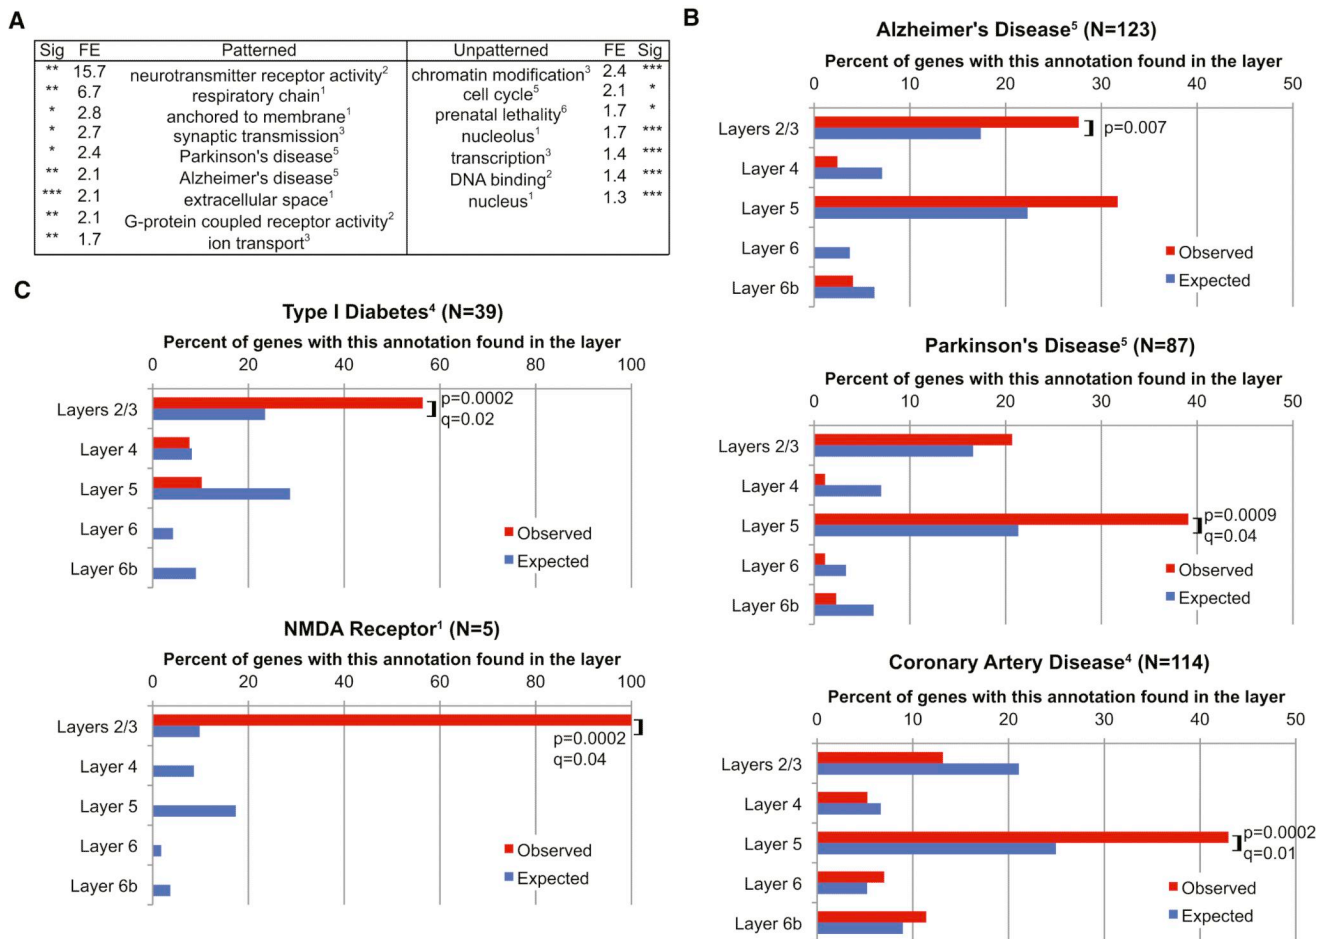 A
Sig FE Patterned Unpatterned FE Sig
** 15.7 neurotransmitter receptor activity² chromatin modification³ 2.4 ***
** 6.7 respiratory chain¹ cell cycle⁵ 2.1 *
* 2.8 anchored to membrane¹ prenatal lethality⁶ 1.7 *
* 2.7 synaptic transmission³ nucleolus¹ 1.7 ***
* 2.4 Parkinson's disease⁵ transcription³ 1.4 ***
** 2.1 Alzheimer's disease⁵ DNA binding² 1.4 ***
*** 2.1 extracellular space¹ nucleus¹ 1.3 ***
** 2.1 G-protein coupled receptor activity²
** 1.7 ion transport³
B
Alzheimer's Disease⁵ (N=123)
Percent of genes with this annotation found in the layer
0 10 20 30 40 50
Layers 2/3
p=0.007
Layer 4
Layer 5
Layer 6
Layer 6b
Observed
Expected
Parkinson's Disease⁵ (N=87)
Percent of genes with this annotation found in the layer
0 10 20 30 40 50
Layers 2/3
Layer 4
Layer 5
p=0.0009
q=0.04
Layer 6
Layer 6b
Observed
Expected
Coronary Artery Disease⁴ (N=114)
Percent of genes with this annotation found in the layer
0 10 20 30 40 50
Layers 2/3
Layer 4
Layer 5
p=0.0002
q=0.01
Layer 6
Layer 6b
Observed
Expected
C
Type I Diabetes⁴ (N=39)
Percent of genes with this annotation found in the layer
0 20 40 60 80 100
Layers 2/3
p=0.0002
q=0.02
Layer 4
Layer 5
Layer 6
Layer 6b
Observed
Expected
NMDA Receptor¹ (N=5)
Percent of genes with this annotation found in the layer
0 20 40 60 80 100
Layers 2/3
p=0.0002
q=0.04
Layer 4
Layer 5
Layer 6
Layer 6b
Observed
Expected